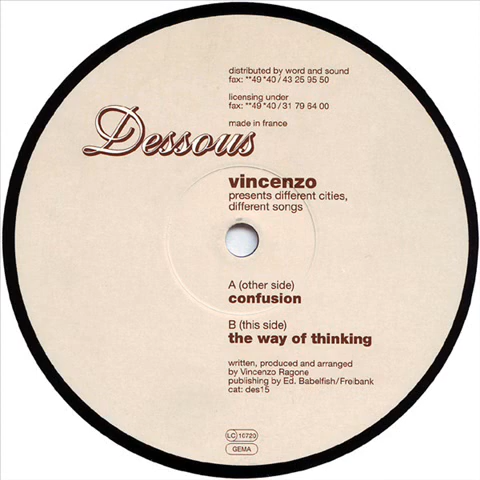 distributed by word and sound
fax: **49*40/43 25 95 50
licensing under
fax: **49*40/31 79 64 00
made in france
Dessous
vincenzo
presents different cities,
different songs
A (other side)
confusion
B (this side)
the way of thinking
written, produced and arranged
by Vincenzo Ragone
publishing by Ed. Babelfish/Freibank
cat: des15
LC 10720
GEMA